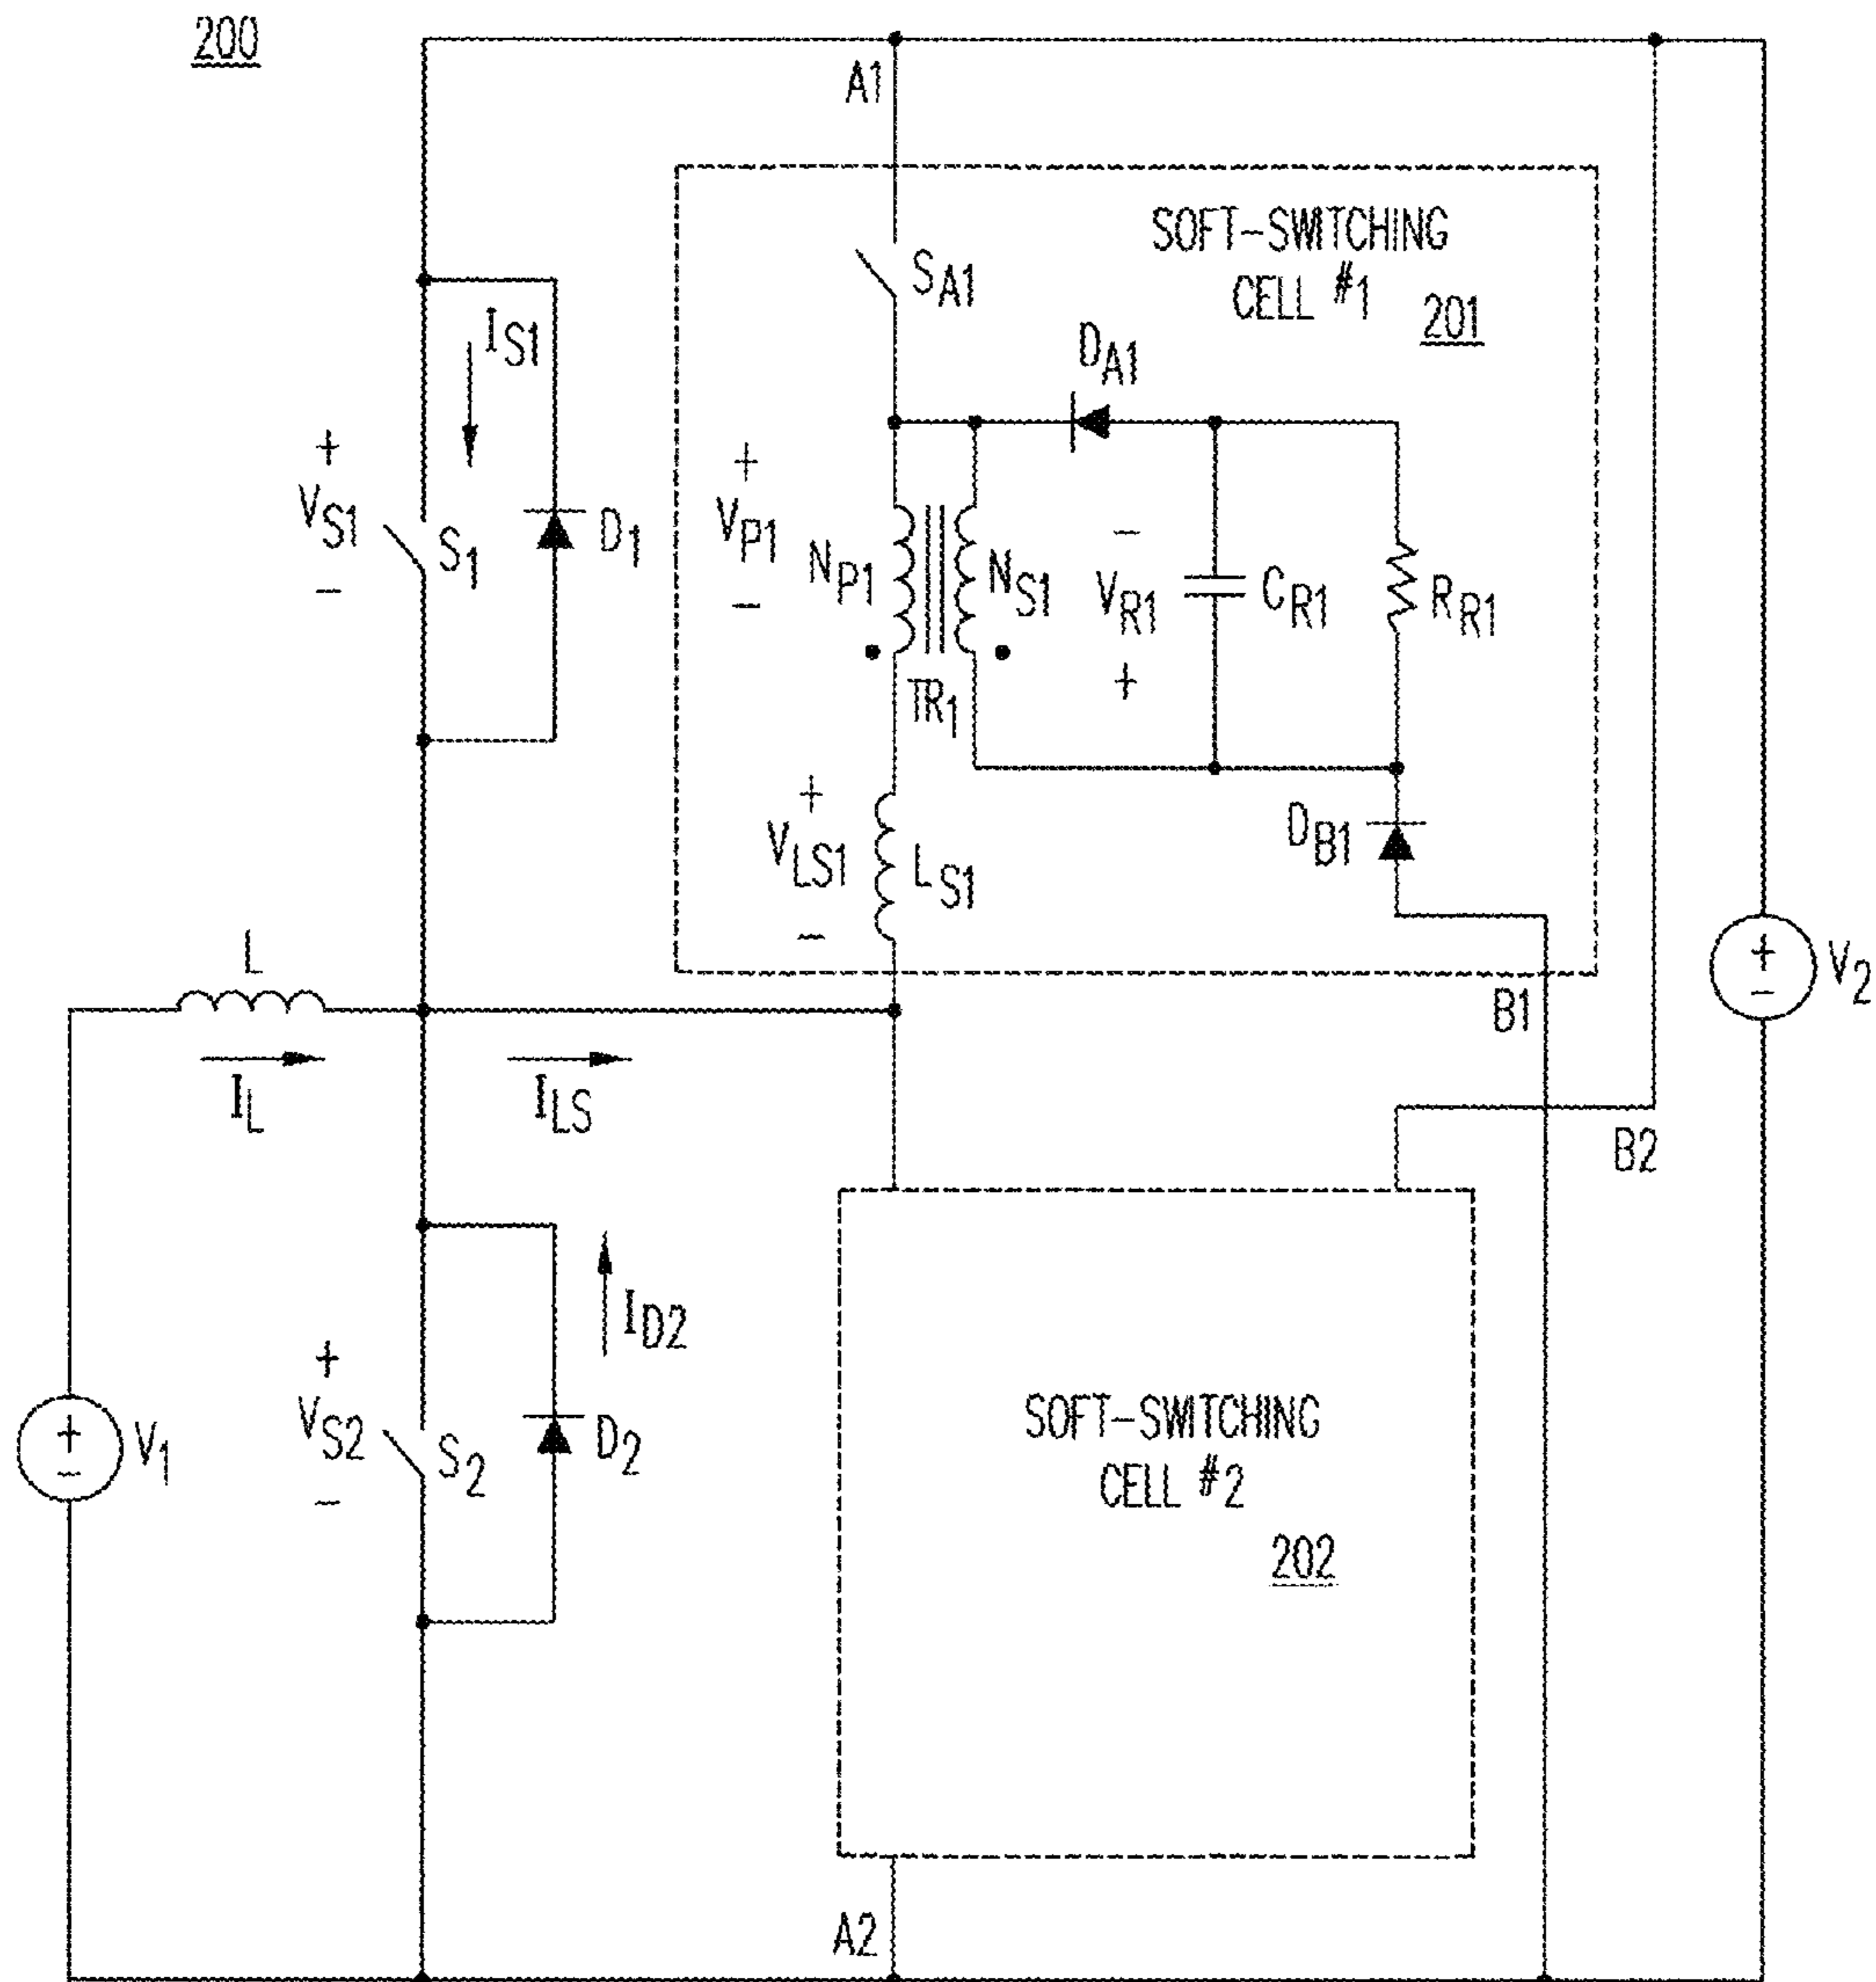 200
A1
SOFT-SWITCHING
CELL #1
201
SA1
IS1
DA1
+
VS1
-
S1
D1
+
VP1
-
NP1
NS1
-
VR1
+
CR1
RR1
TR1
+
VLS1
-
LS1
DB1
L
IL
ILS
B1
+
-
V2
B2
ID2
+
VS2
-
S2
D2
+
-
V1
SOFT-SWITCHING
CELL #2
202
A2